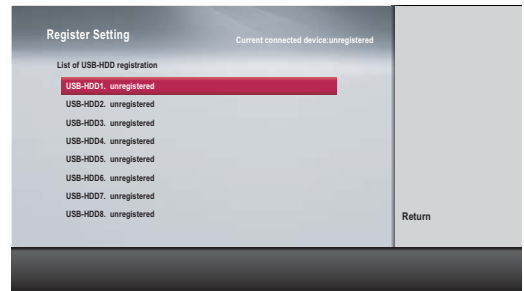 Register Setting
Current connected device:unregistered
List of USB-HDD registration
USB-HDD1. unregistered
USB-HDD2. unregistered
USB-HDD3. unregistered
USB-HDD4. unregistered
USB-HDD5. unregistered
USB-HDD6. unregistered
USB-HDD7. unregistered
USB-HDD8. unregistered
Return